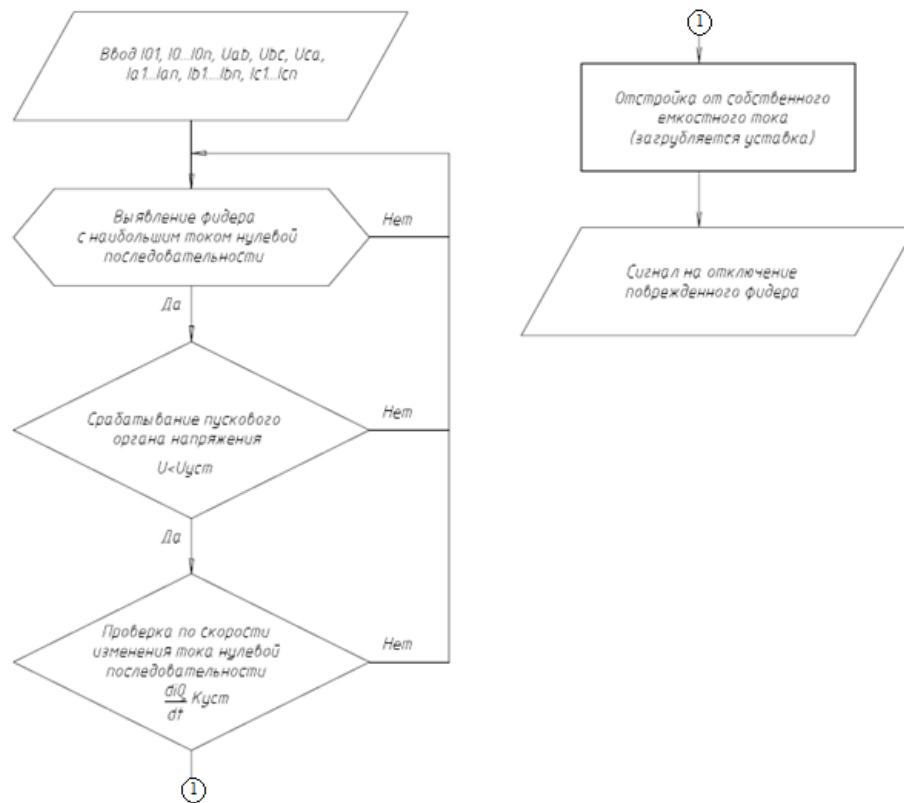 Ввод I01, I0...I0n, Uab, Ubc, Uca,
Ia1...Ian, Ib1...Ibn, Ic1...Icn
Выявление фидера
с наибольшим током нулевой
последовательности
Нет
Да
Срабатывание пускового
органа напряжения
U<Uуст
Нет
Да
Проверка по скорости
изменения тока нулевой
последовательности
di0
dt
Куст
Нет
1
1
Отстройка от собственного
емкостного тока
(загрубляется уставка)
Сигнал на отключение
поврежденного фидера